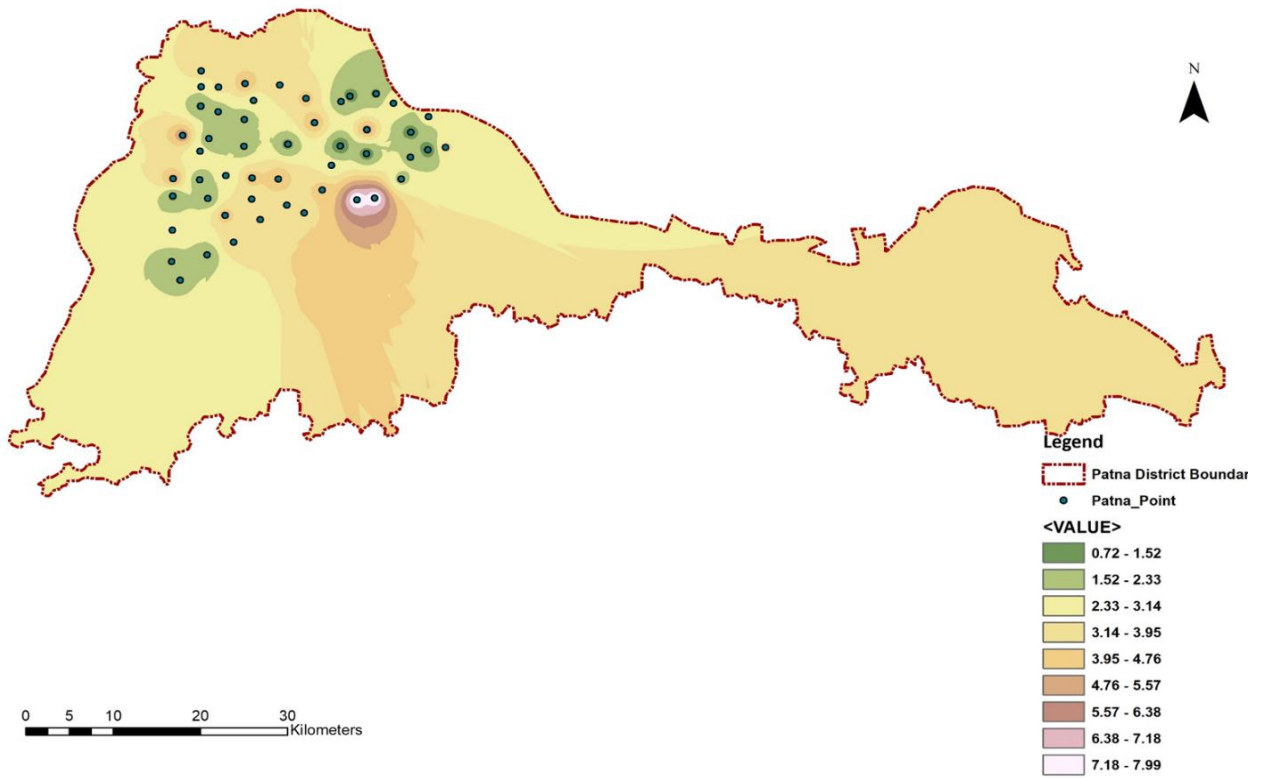 N
Legend
Patna District Boundar
Patna_Point
<VALUE>
0.72 - 1.52
1.52 - 2.33
2.33 - 3.14
3.14 - 3.95
3.95 - 4.76
4.76 - 5.57
5.57 - 6.38
6.38 - 7.18
7.18 - 7.99
0 5 10 20 30
Kilometers